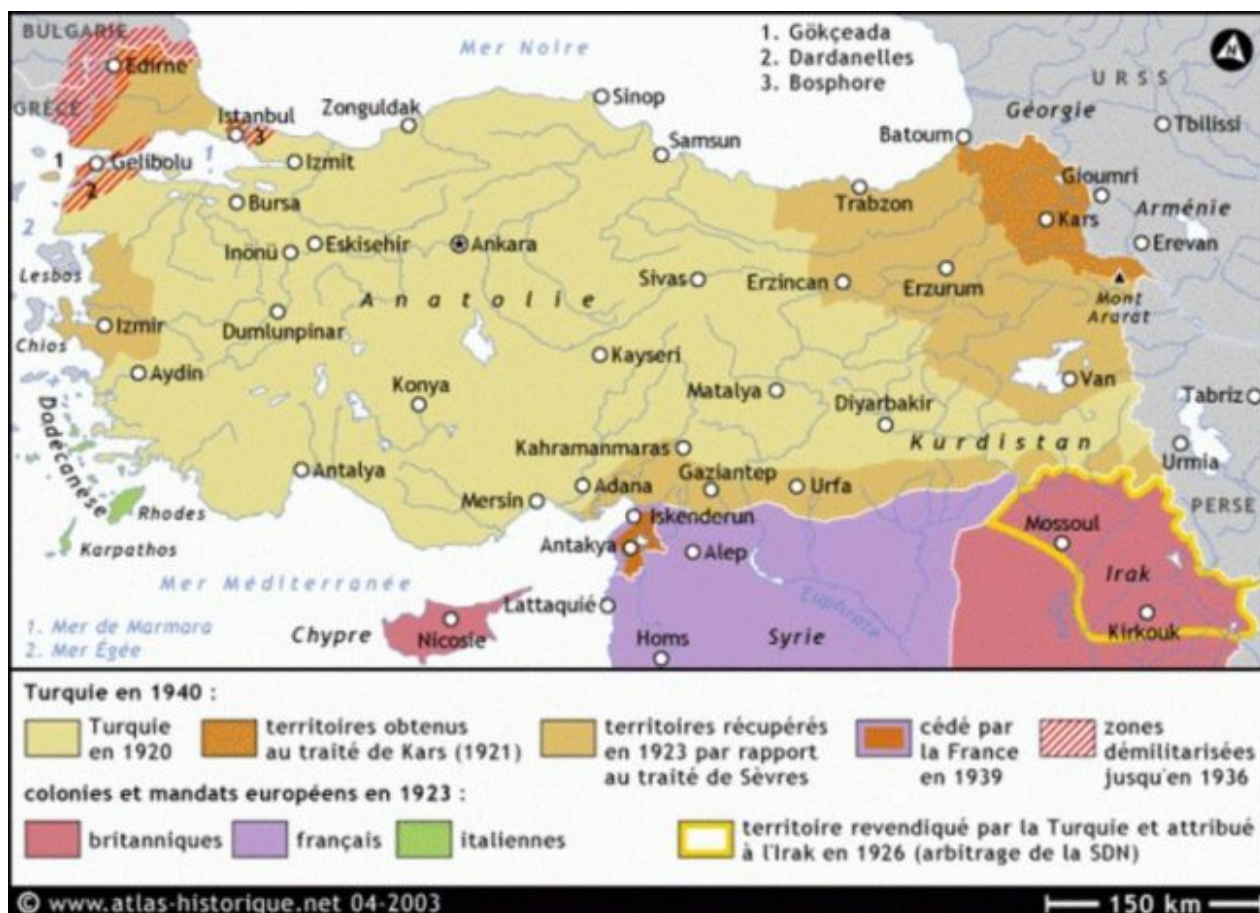 BULGARIE
Mer Noire
1. Gökçeada
2. Dardanelles
3. Bosphore
N
Edirne
URSS
GRÈCE
Istanbul
3
Zonguldak
Sinop
Géorgie
Tbilissi
Batoum
Samsun
1
Gelibolu
1
Izmit
Gioumri
2
Bursa
Trabzon
Kars
Arménie
2
Inönü
Eskisehir
Ankara
Erevan
Lesbos
Sivas
Erzincan
Erzurum
Anatolie
Mont
Ararat
Izmir
Dumlunpinar
Chios
Kayseri
Aydin
Konya
Matalya
Van
Tabriz
Diyarbakir
Dodécanèse
Kurdistan
Kahramanmaras
Urmia
Antalya
Gaziantep
Mersin
Adana
Urfa
PERSE
Rhodes
Iskenderun
Mossoul
Karpathos
Antakya
Alep
Irak
Mer Méditerranée
Lattaquié
Euphrate
1. Mer de Marmara
2. Mer Égée
Chypre
Nicosie
Homs
Syrie
Kirkouk
Turquie en 1940 :
Turquie
en 1920
territoires obtenus
au traité de Kars (1921)
territoires récupérés
en 1923 par rapport
au traité de Sèvres
cédé par
la France
en 1939
zones
démilitarisées
jusqu'en 1936
colonies et mandats européens en 1923 :
britanniques
français
italiennes
territoire revendiqué par la Turquie et attribué
à l'Irak en 1926 (arbitrage de la SDN)
© www.atlas-historique.net 04-2003
150 km